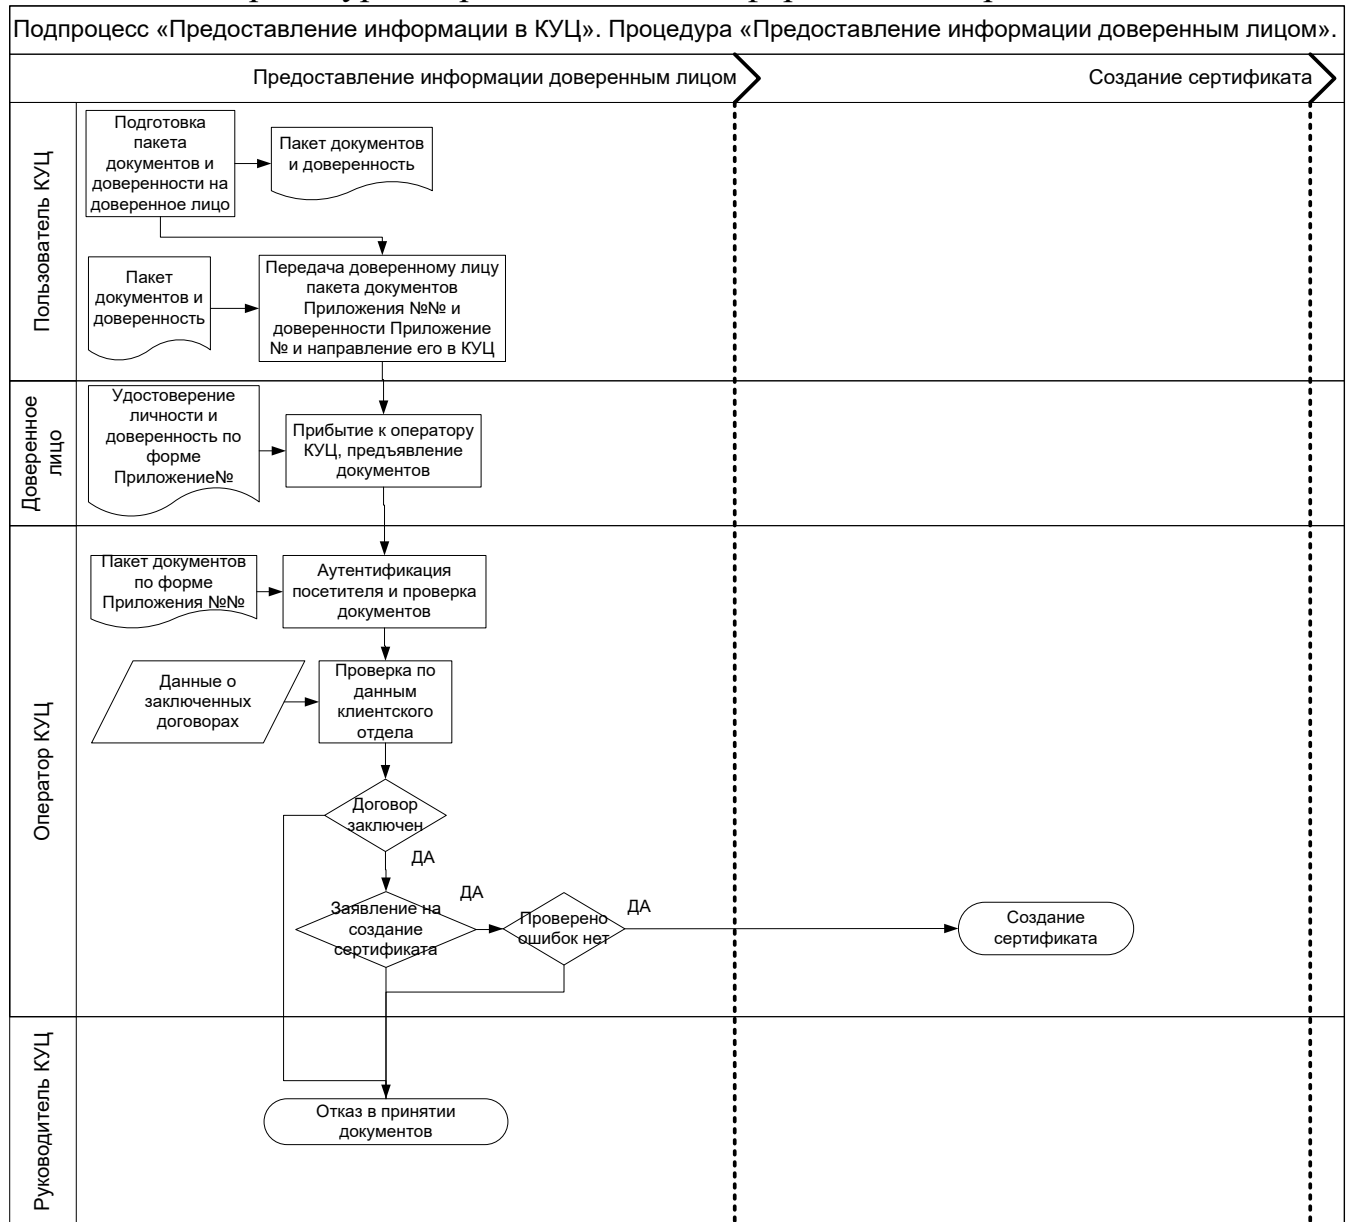 Подпроцесс «Предоставление информации в КУЦ». Процедура «Предоставление информации доверенным лицом».
Предоставление информации доверенным лицом
Создание сертификата
Пользователь КУЦ
Подготовка
пакета
документов и
доверенности на
доверенное лицо
Пакет документов
и доверенность
Пакет
документов и
доверенность
Передача доверенному лицу
пакета документов
Приложения №№ и
доверенности Приложение
№ и направление его в КУЦ
Доверенное
лицо
Удостоверение
личности и
доверенность по
форме
Приложение№
Прибытие к оператору
КУЦ, предъявление
документов
Оператор КУЦ
Пакет документов
по форме
Приложения №№
Аутентификация
посетителя и проверка
документов
Данные о
заключенных
договорах
Проверка по
данным
клиентского
отдела
Договор
заключен
ДА
Заявление на
создание
сертификата
ДА
Проверено
ошибок нет
ДА
Создание
сертификата
Руководитель КУЦ
Отказ в принятии
документов